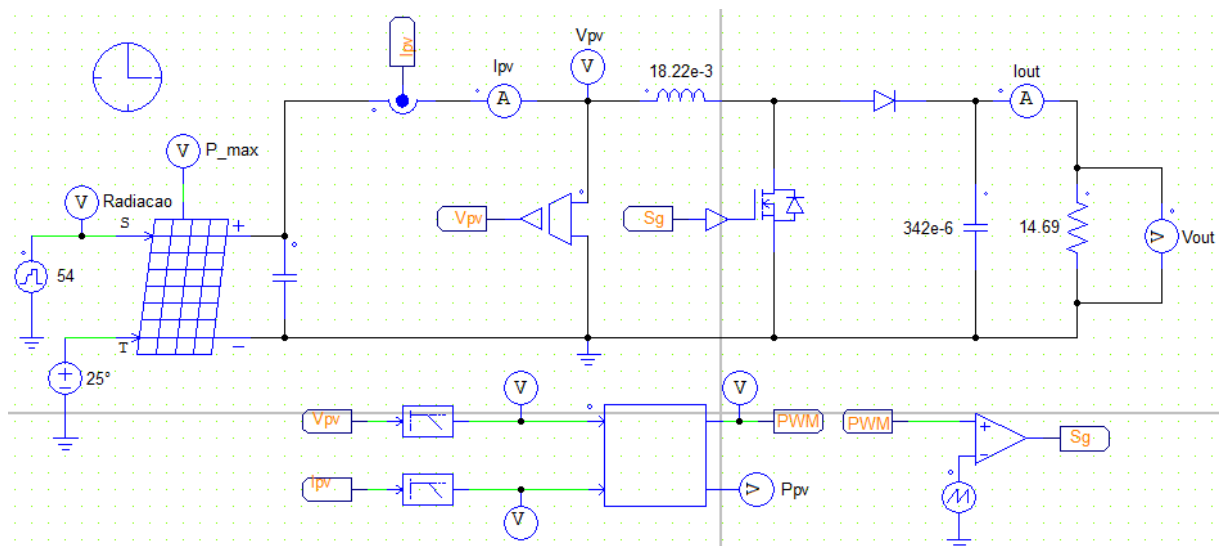 Ipv
Vpv
V
Ipv
A
18.22e-3
Iout
A
V
P_max
V
Radiacao
S
+
Vpv
Sg
342e-6
14.69
V
Vout
54
T
−
+
−
25°
V
V
Vpv
PWM
PWM
+
−
Sg
Ipv
V
V
Ppv